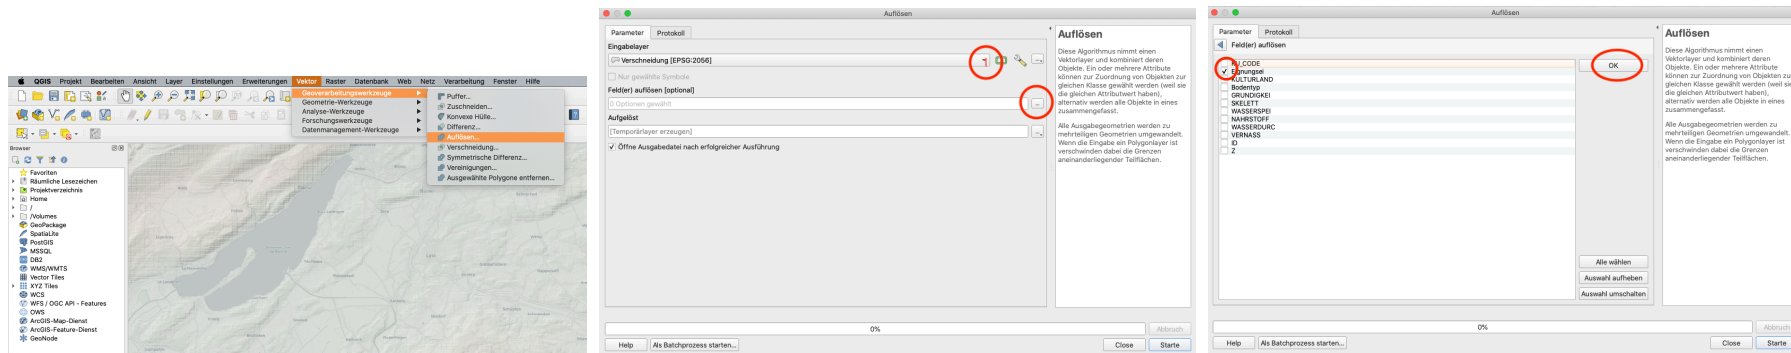 QGIS Projekt Bearbeiten Ansicht Layer Einstellungen Erweiterungen Vektor Raster Datenbank Web Netz Verarbeitung Fenster Hilfe
Geoverarbeitungswerkzeuge
Geometrie-Werkzeuge
Analyse-Werkzeuge
Forschungswerkzeuge
Datenmanagement-Werkzeuge
Puffer...
Zuschneiden...
Konvexe Hülle...
Differenz...
Auflösen...
Verschneidung...
Symmetrische Differenz...
Vereinigungen...
Ausgewählte Polygone entfernen...
Browser
Favoriten
Räumliche Lesezeichen
Projektverzeichnis
Home
/
/Volumes
GeoPackage
SpatiaLite
PostGIS
MSSQL
DB2
WMS/WMTS
Vector Tiles
XYZ Tiles
WCS
WFS / OGC API - Features
OWS
ArcGIS-Map-Dienst
ArcGIS-Feature-Dienst
GeoNode
Auflösen
Parameter Protokoll
Eingabelayer
Verschneidung [EPSG:2056]
Nur gewählte Symbole
Feld(er) auflösen [optional]
0 Optionen gewählt
Aufgelöst
[Temporärlayer erzeugen]
Öffne Ausgabedatei nach erfolgreicher Ausführung
Auflösen
Diese Algorithmus nimmt einen
Vektorlayer und kombiniert deren
Objekte. Ein oder mehrere Attribute
können zur Zuordnung von Objekten zur
gleichen Klasse gewählt werden (weil sie
die gleichen Attributwert haben),
alternativ werden alle Objekte in eines
zusammengefasst.
Alle Ausgabegeometrien werden zu
mehrteiligen Geometrien umgewandelt.
Wenn die Eingabe ein Polygonlayer ist
verschwinden dabei die Grenzen
aneinanderliegender Teilflächen.
0%
Abbruch
Help Als Batchprozess starten... Close Starte
Auflösen
Parameter Protokoll
Feld(er) auflösen
Eignungsei
KULTURLAND
Bodentyp
GRUNDIGKEI
SKELETT
WASSERSPEI
NAHRSTOFF
WASSERDURC
VERNASS
ID
Z
OK
Alle wählen
Auswahl aufheben
Auswahl umschalten
Auflösen
Diese Algorithmus nimmt einen
Vektorlayer und kombiniert deren
Objekte. Ein oder mehrere Attribute
können zur Zuordnung von Objekten zu
gleichen Klasse gewählt werden (weil si
die gleichen Attributwert haben),
alternativ werden alle Objekte in eines
zusammengefasst.
Alle Ausgabegeometrien werden zu
mehrteiligen Geometrien umgewandelt.
Wenn die Eingabe ein Polygonlayer ist
verschwinden dabei die Grenzen
aneinanderliegender Teilflächen.
0%
Abbruch
Help Als Batchprozess starten... Close Starte